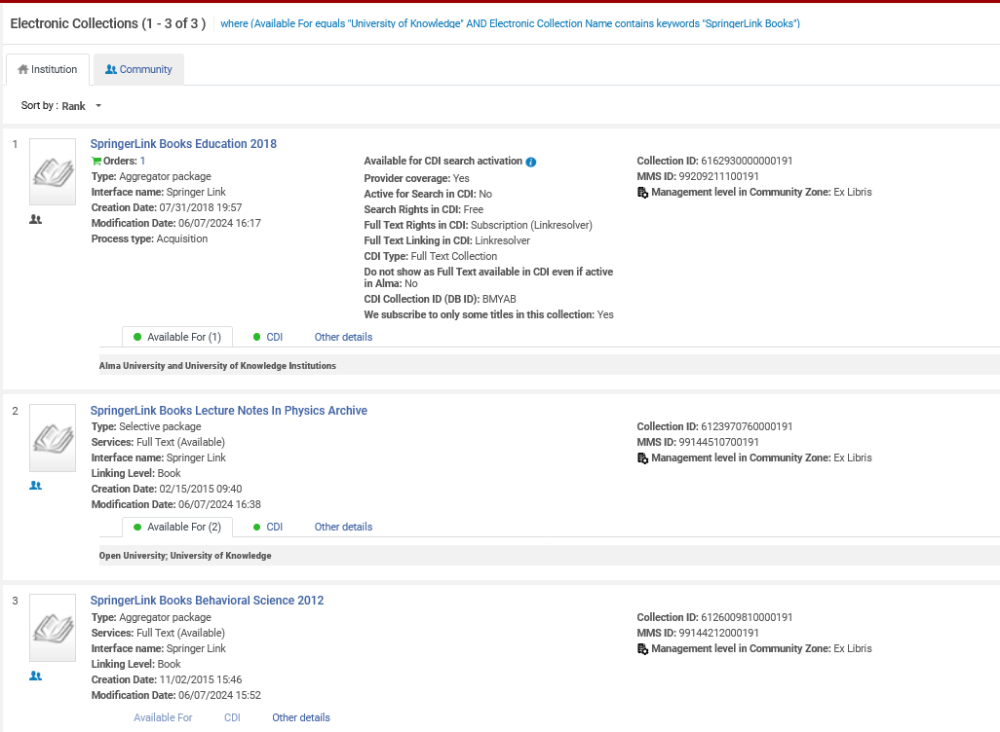 Electronic Collections (1 - 3 of 3 ) where (Available For equals "University of Knowledge" AND Electronic Collection Name contains keywords "SpringerLink Books")
Institution Community
Sort by : Rank
1 SpringerLink Books Education 2018
Orders: 1 Available for CDI search activation Collection ID: 6162930000000191
Type: Aggregator package Provider coverage: Yes MMS ID: 99209211100191
Interface name: Springer Link Active for Search in CDI: No Management level in Community Zone: Ex Libris
Creation Date: 07/31/2018 19:57 Search Rights in CDI: Free
Modification Date: 06/07/2024 16:17 Full Text Rights in CDI: Subscription (Linkresolver)
Process type: Acquisition Full Text Linking in CDI: Linkresolver
CDI Type: Full Text Collection
Do not show as Full Text available in CDI even if active
in Alma: No
CDI Collection ID (DB ID): BMYAB
We subscribe to only some titles in this collection: Yes
Available For (1) CDI Other details
Alma University and University of Knowledge Institutions
2 SpringerLink Books Lecture Notes In Physics Archive
Type: Selective package Collection ID: 6123970760000191
Services: Full Text (Available) MMS ID: 99144510700191
Interface name: Springer Link Management level in Community Zone: Ex Libris
Linking Level: Book
Creation Date: 02/15/2015 09:40
Modification Date: 06/07/2024 16:38
Available For (2) CDI Other details
Open University; University of Knowledge
3 SpringerLink Books Behavioral Science 2012
Type: Aggregator package Collection ID: 6126009810000191
Services: Full Text (Available) MMS ID: 99144212000191
Interface name: Springer Link Management level in Community Zone: Ex Libris
Linking Level: Book
Creation Date: 11/02/2015 15:46
Modification Date: 06/07/2024 15:52
Available For CDI Other details